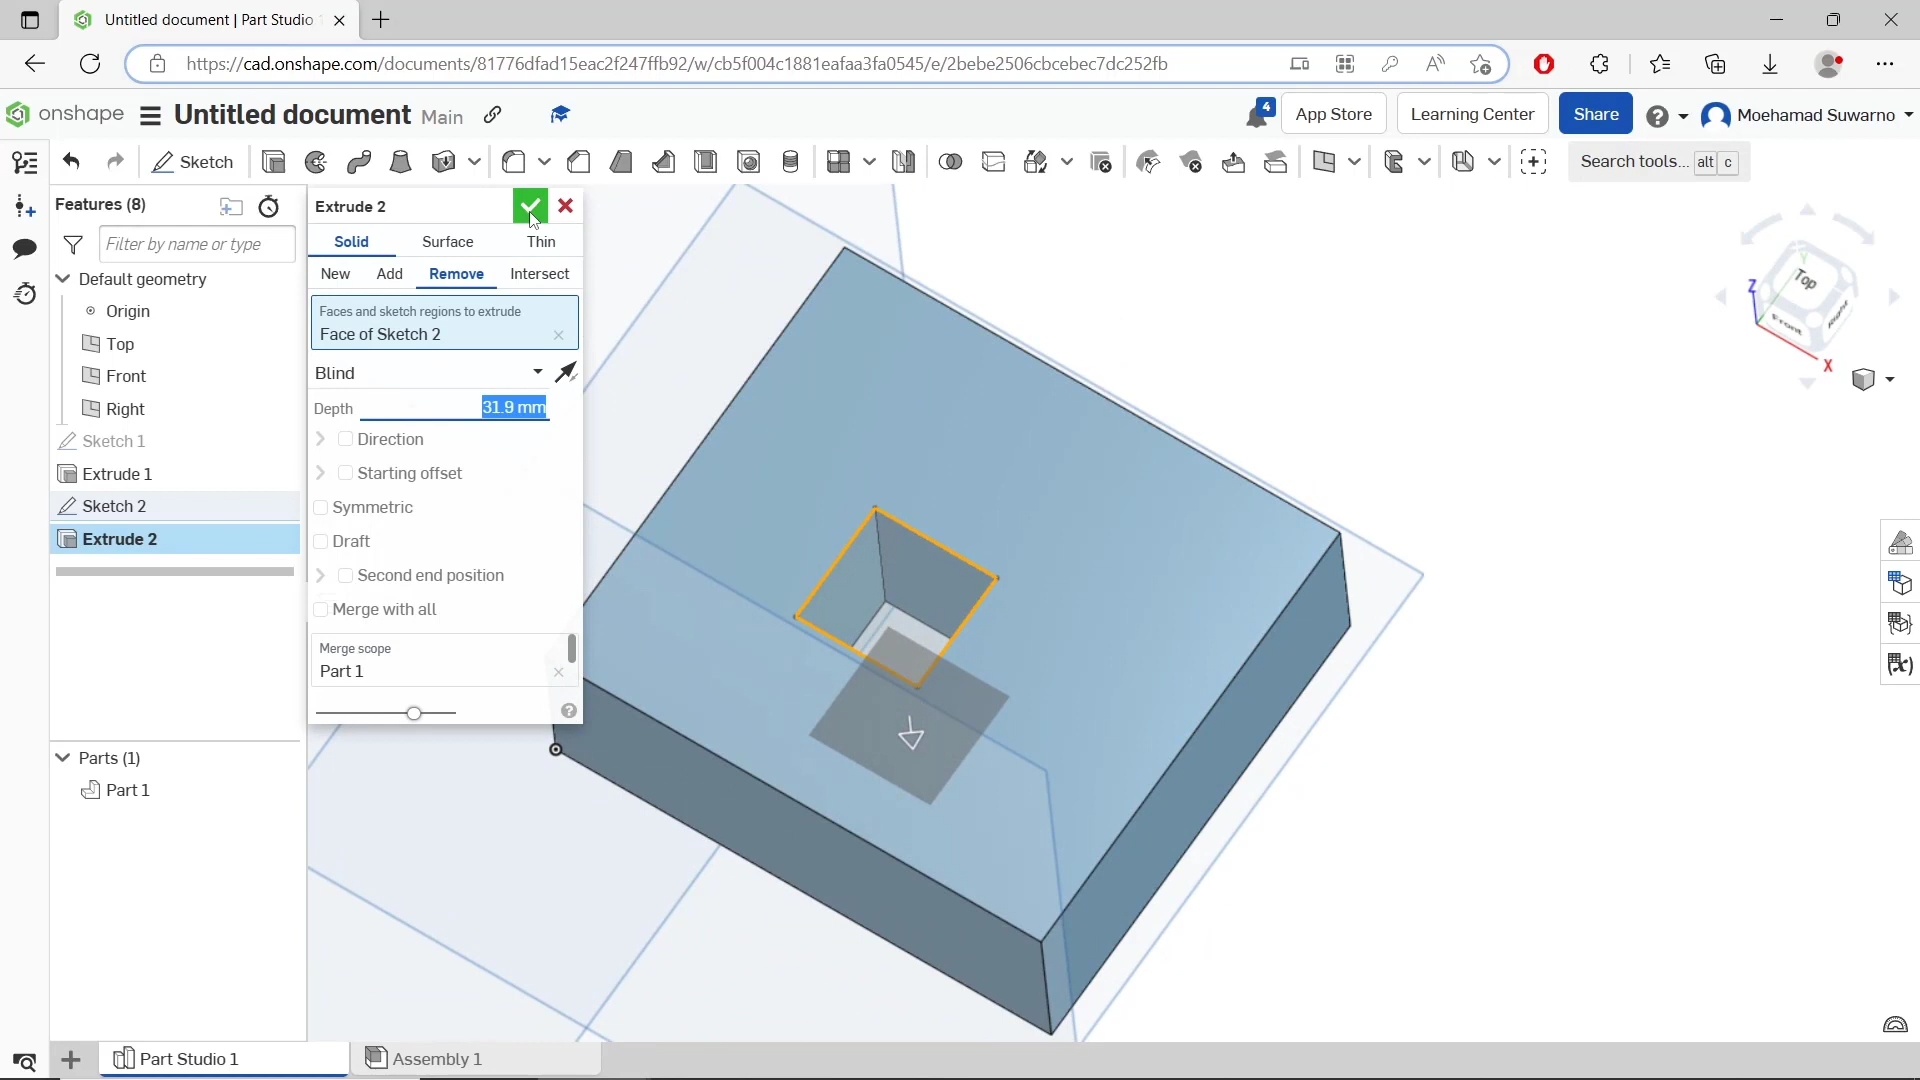 Untitled document | Part Studio
https://cad.onshape.com/documents/81776dfad15eac2f247ffb92/w/cb5f004c1881eafaa3fa0545/e/2bebe2506cbcebec7dc252fb
onshape Untitled document Main
4
App Store
Learning Center
Share
Moehamad Suwarno
Sketch
Search tools... alt c
Features (8)
Filter by name or type
Default geometry
Origin
Top
Front
Right
Sketch 1
Extrude 1
Sketch 2
Extrude 2
Parts (1)
Part 1
Extrude 2
Solid Surface Thin
New Add Remove Intersect
Faces and sketch regions to extrude
Face of Sketch 2
Blind
Depth 31.9 mm
Direction
Starting offset
Symmetric
Draft
Second end position
Merge with all
Merge scope
Part 1
Top
Front
Right
Z
Y
X
Part Studio 1
Assembly 1